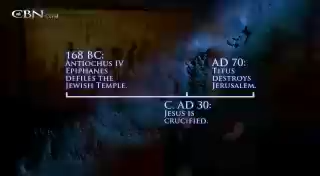 CBN.com
168 BC:
ANTIOCHUS IV
EPIPHANES
DEFILES THE
JEWISH TEMPLE.
AD 70:
TITUS
DESTROYS
JERUSALEM.
C. AD 30:
JESUS IS
CRUCIFIED.